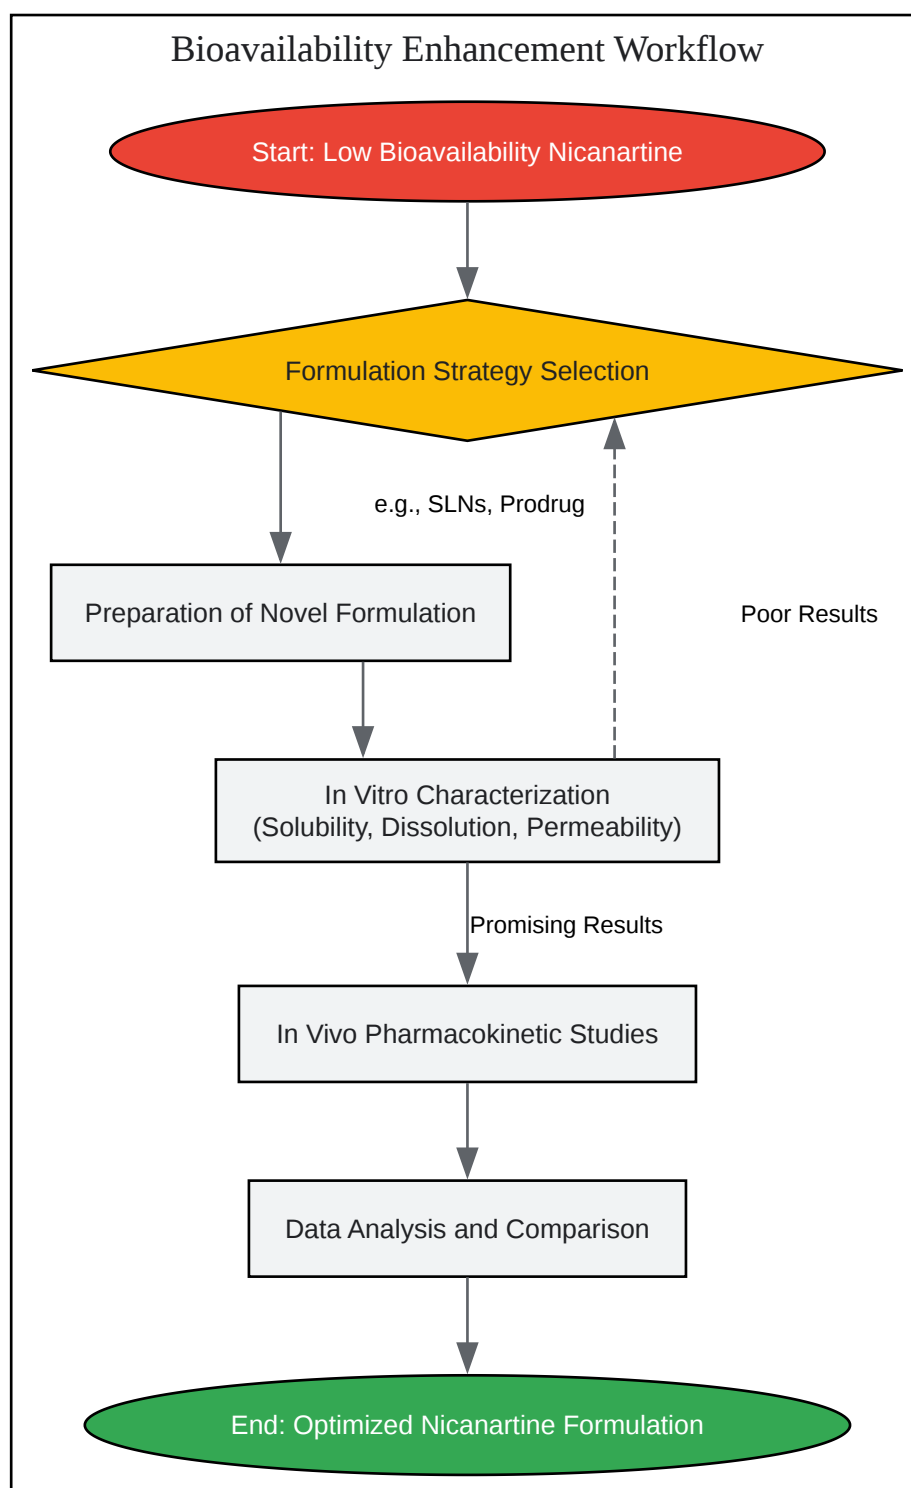 Bioavailability Enhancement Workflow
Start: Low Bioavailability Nicanartine
Formulation Strategy Selection
e.g., SLNs, Prodrug
Preparation of Novel Formulation
Poor Results
In Vitro Characterization
(Solubility, Dissolution, Permeability)
Promising Results
In Vivo Pharmacokinetic Studies
Data Analysis and Comparison
End: Optimized Nicanartine Formulation